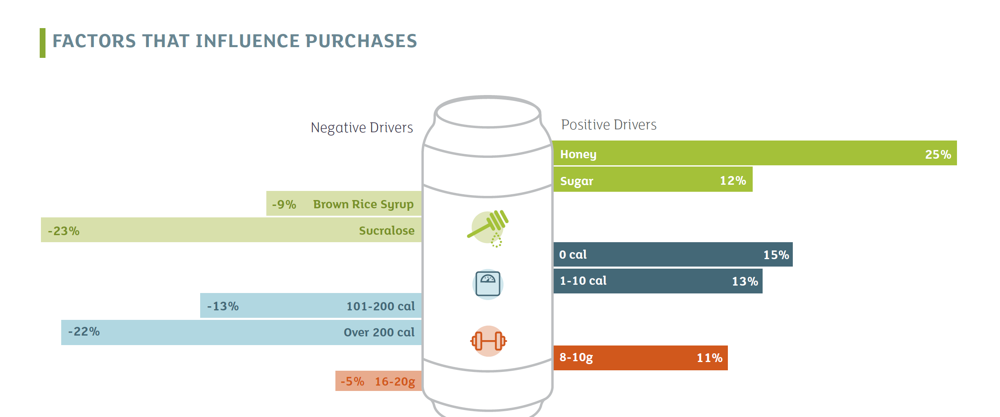 FACTORS THAT INFLUENCE PURCHASES
Negative Drivers
Positive Drivers
Honey 25%
Sugar 12%
-9% Brown Rice Syrup
-23% Sucralose
0 cal 15%
1-10 cal 13%
-13% 101-200 cal
-22% Over 200 cal
8-10g 11%
-5% 16-20g